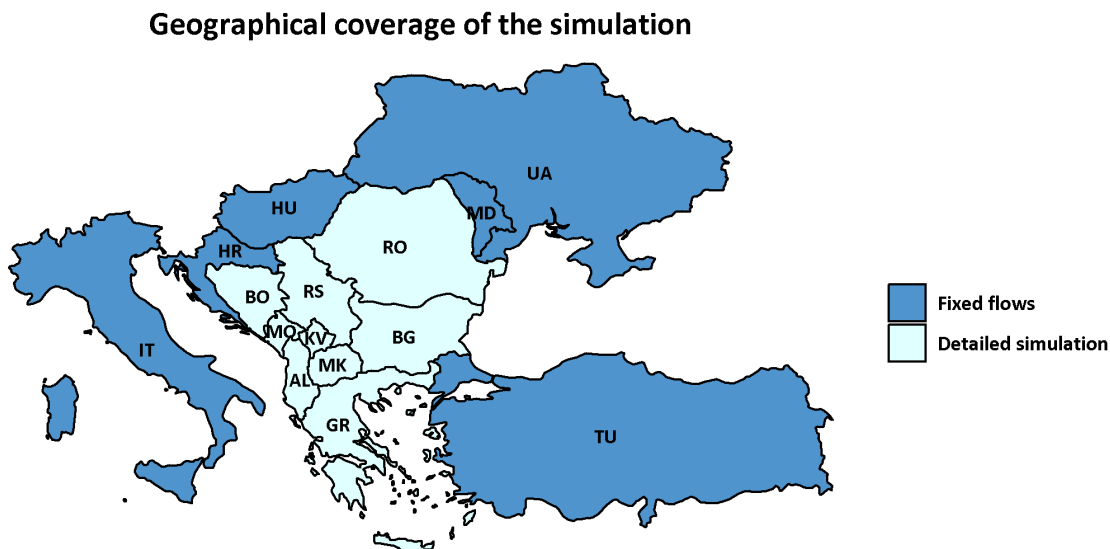 Geographical coverage of the simulation
UA
HU
MD
HR
RO
BO
RS
MO
KV
BG
IT
MK
AL
GR
TU
Fixed flows
Detailed simulation